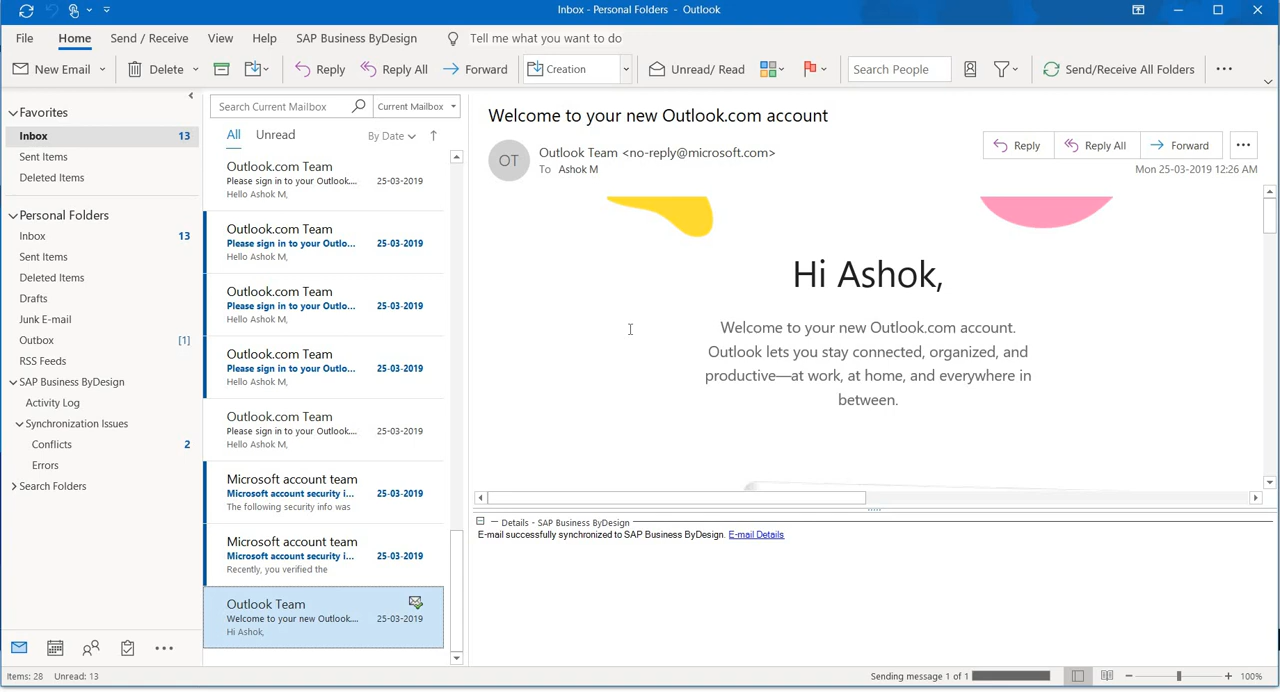 Inbox - Personal Folders - Outlook
File Home Send / Receive View Help SAP Business ByDesign Tell me what you want to do
New Email Delete Reply Reply All Forward Creation Unread/ Read Search People Send/Receive All Folders
Favorites
Inbox 13
Sent Items
Deleted Items
Personal Folders
Inbox 13
Sent Items
Deleted Items
Drafts
Junk E-mail
Outbox [1]
RSS Feeds
SAP Business ByDesign
Activity Log
Synchronization Issues
Conflicts 2
Errors
Search Folders
Search Current Mailbox Current Mailbox
All Unread By Date
Outlook.com Team
Please sign in to your Outlook.... 25-03-2019
Hello Ashok M,
Outlook.com Team
Please sign in to your Outlo... 25-03-2019
Hello Ashok M,
Outlook.com Team
Please sign in to your Outlo... 25-03-2019
Hello Ashok M,
Outlook.com Team
Please sign in to your Outlo... 25-03-2019
Hello Ashok M,
Outlook.com Team
Please sign in to your Outlook.... 25-03-2019
Hello Ashok M,
Microsoft account team
Microsoft account security i... 25-03-2019
The following security info was
Microsoft account team
Microsoft account security i... 25-03-2019
Recently, you verified the
Outlook Team
Welcome to your new Outlook.... 25-03-2019
Hi Ashok,
Welcome to your new Outlook.com account
OT
Outlook Team <no-reply@microsoft.com>
To Ashok M
Reply Reply All Forward
Mon 25-03-2019 12:26 AM
Hi Ashok,
Welcome to your new Outlook.com account.
Outlook lets you stay connected, organized, and
productive—at work, at home, and everywhere in
between.
Details - SAP Business ByDesign
E-mail successfully synchronized to SAP Business ByDesign. E-mail Details
Items: 28 Unread: 13 Sending message 1 of 1 100%